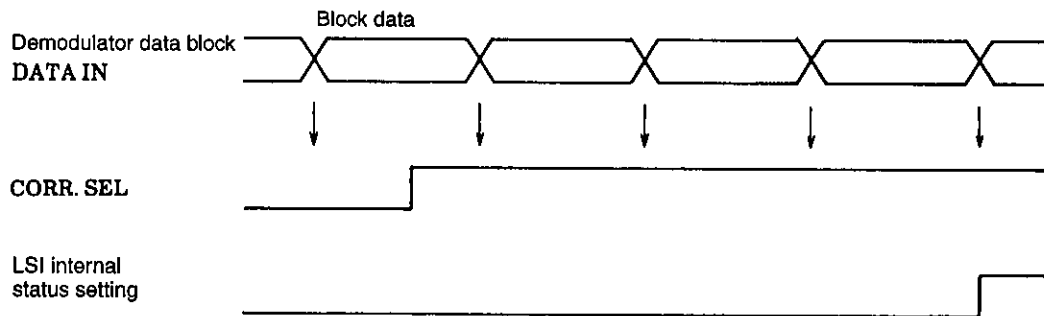 Block data
Demodulator data block
DATA IN
CORR. SEL
LSI internal
status setting